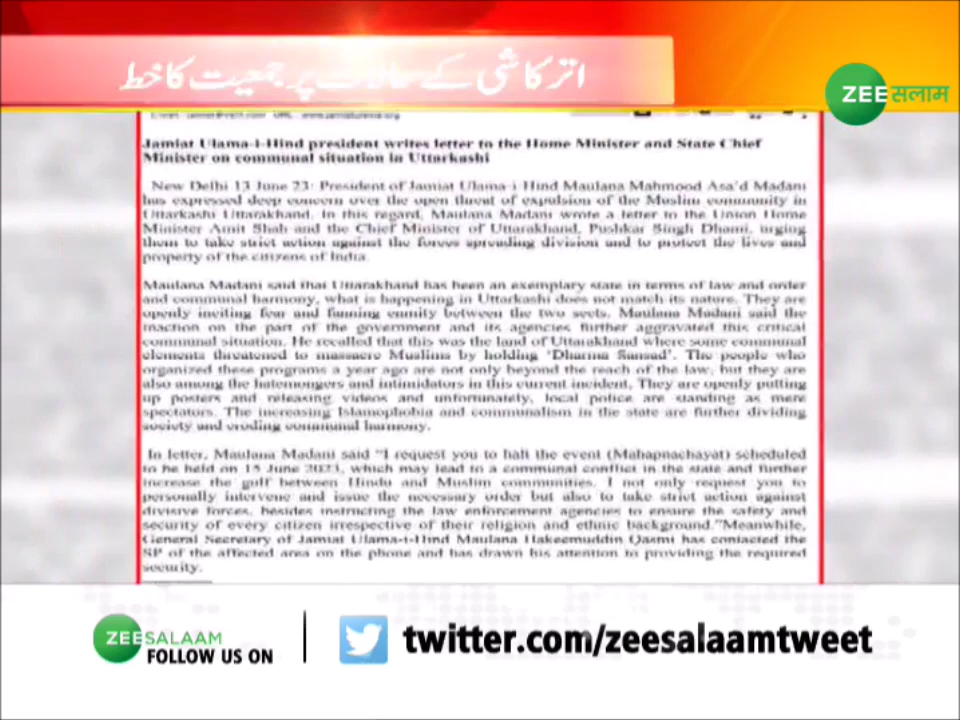 اتر کاشی کے حالات پر جمعیت کا خط
ZEE सलाम
Jamiat Ulama-i-Hind president writes letter to the Home Minister and State Chief
Minister on communal situation in Uttarkashi
New Delhi 13 June 23: President of Jamiat Ulama-i-Hind Maulana Mahmood Asa'd Madani
has expressed deep concern over the open threat of expulsion of the Muslim community in
Uttarkashi Uttarakhand. In this regard, Maulana Madani wrote a letter to the Union Home
Minister Amit Shah and the Chief Minister of Uttarakhand, Pushkar Singh Dhami, urging
them to take strict action against the forces spreading division and to protect the lives and
property of the citizens of India.
Maulana Madani said that Uttarakhand has been an exemplary state in terms of law and order
and communal harmony, what is happening in Uttarkashi does not match its nature. They are
openly inviting fear and fanning enmity between the two sects. Maulana Madani said the
inaction on the part of the government and its agencies further aggravated this critical
communal situation. He recalled that this was the land of Uttarakhand where some communal
elements threatened to massacre Muslims by holding 'Dharma Sansad'. The people who
organized these programs a year ago are not only beyond the reach of the law, but they are
also among the hatemongers and intimidators in this current incident. They are openly putting
up posters and releasing videos and unfortunately, local police are standing as mere
spectators. The increasing Islamophobia and communalism in the state are further dividing
society and eroding communal harmony.
In letter, Maulana Madani said "I request you to halt the event (Mahapnachayat) scheduled
to be held on 15 June 2023, which may lead to a communal conflict in the state and further
increase the gulf between Hindu and Muslim communities. I not only request you to
personally intervene and issue the necessary order but also to take strict action against
divisive forces, besides instructing the law enforcement agencies to ensure the safety and
security of every citizen irrespective of their religion and ethnic background."Meanwhile,
General Secretary of Jamiat Ulama-i-Hind Maulana Hakeemuddin Qasmi has contacted the
SP of the affected area on the phone and has drawn his attention to providing the required
security.
ZEE SALAAM
FOLLOW US ON
twitter.com/zeesalaamtweet